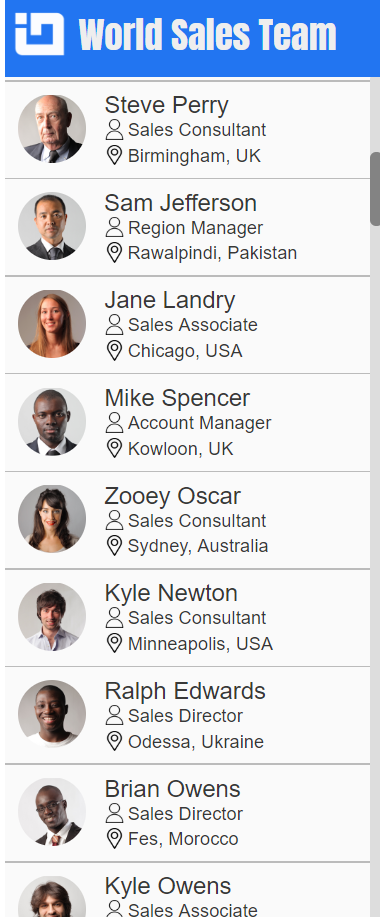 World Sales Team
Steve Perry
Sales Consultant
Birmingham, UK
Sam Jefferson
Region Manager
Rawalpindi, Pakistan
Jane Landry
Sales Associate
Chicago, USA
Mike Spencer
Account Manager
Kowloon, UK
Zooey Oscar
Sales Consultant
Sydney, Australia
Kyle Newton
Sales Consultant
Minneapolis, USA
Ralph Edwards
Sales Director
Odessa, Ukraine
Brian Owens
Sales Director
Fes, Morocco
Kyle Owens
Sales Associate